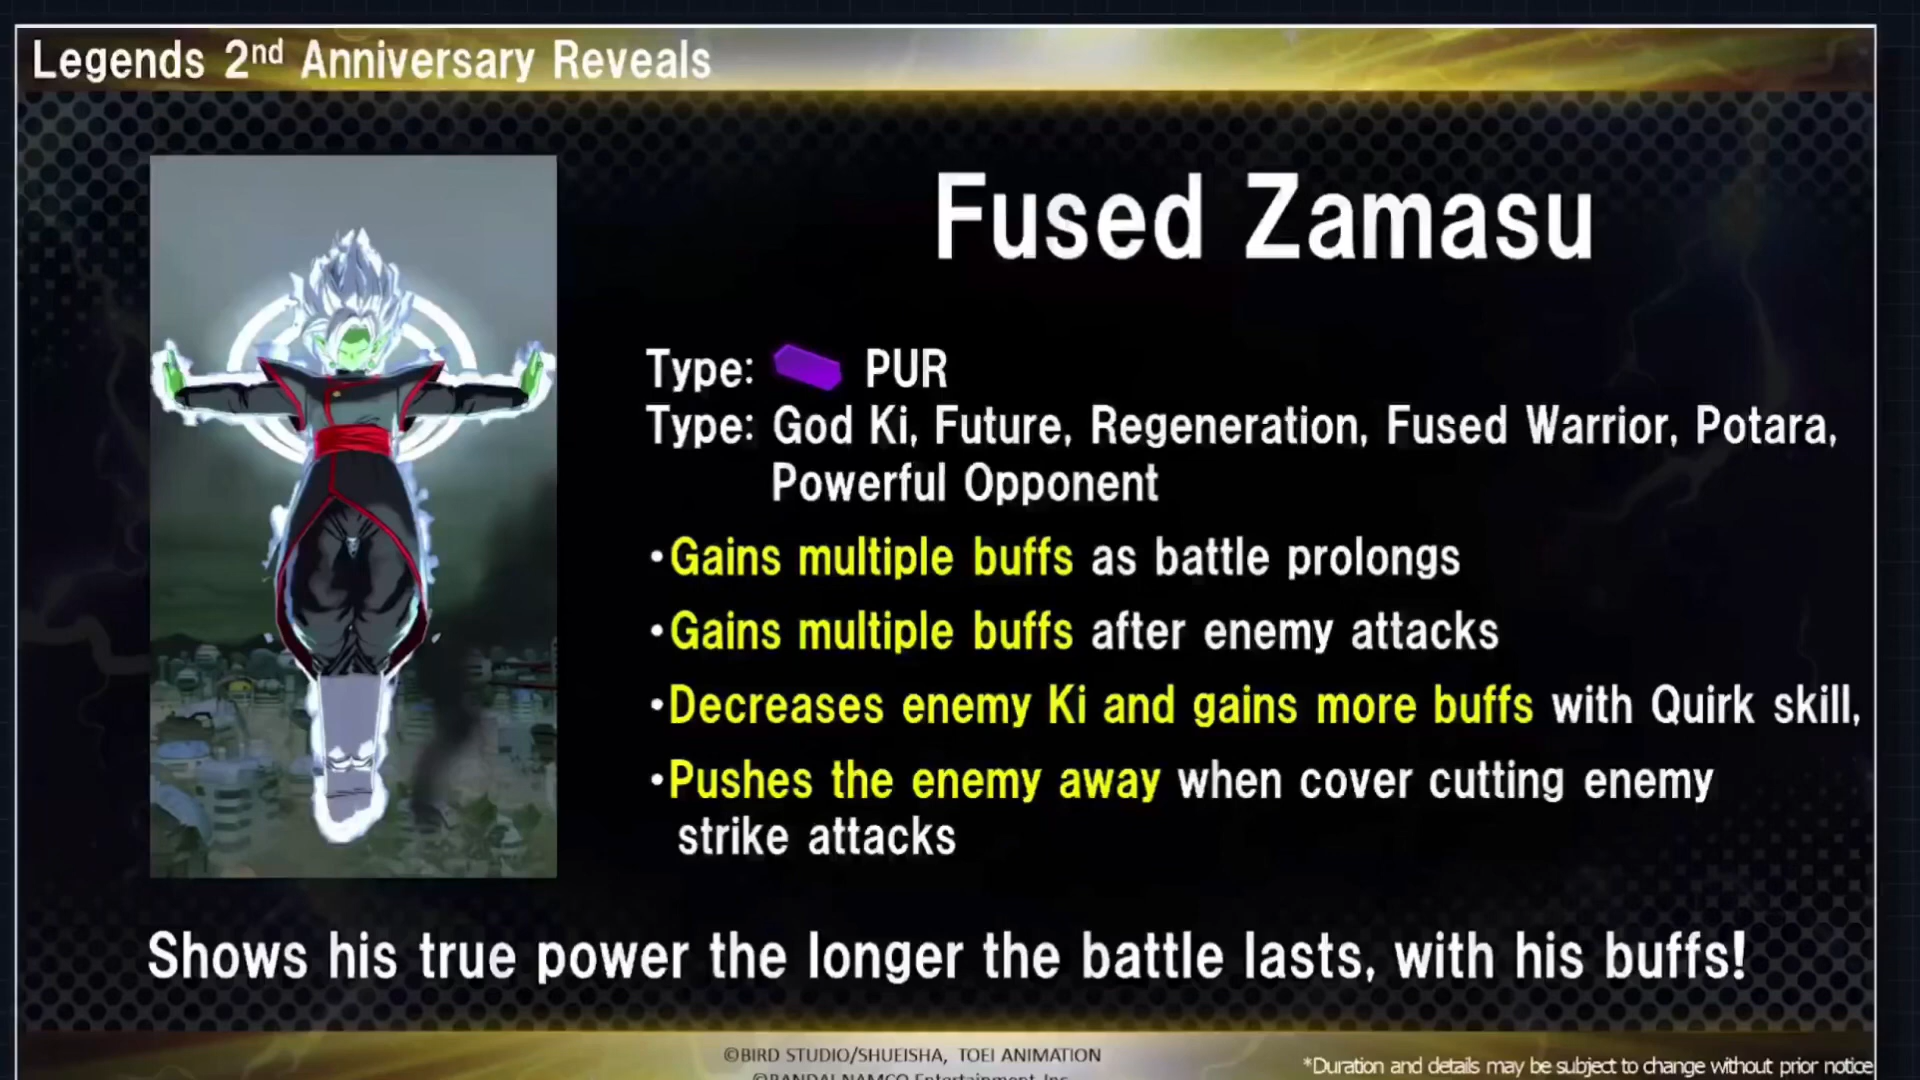 Legends 2nd Anniversary Reveals
Fused Zamasu
Type: PUR
Type: God Ki, Future, Regeneration, Fused Warrior, Potara,
Powerful Opponent
・Gains multiple buffs as battle prolongs
・Gains multiple buffs after enemy attacks
・Decreases enemy Ki and gains more buffs with Quirk skill,
・Pushes the enemy away when cover cutting enemy
strike attacks
Shows his true power the longer the battle lasts, with his buffs!
©BIRD STUDIO/SHUEISHA, TOEI ANIMATION
©BANDAI NAMCO Entertainment Inc.
*Duration and details may be subject to change without prior notice